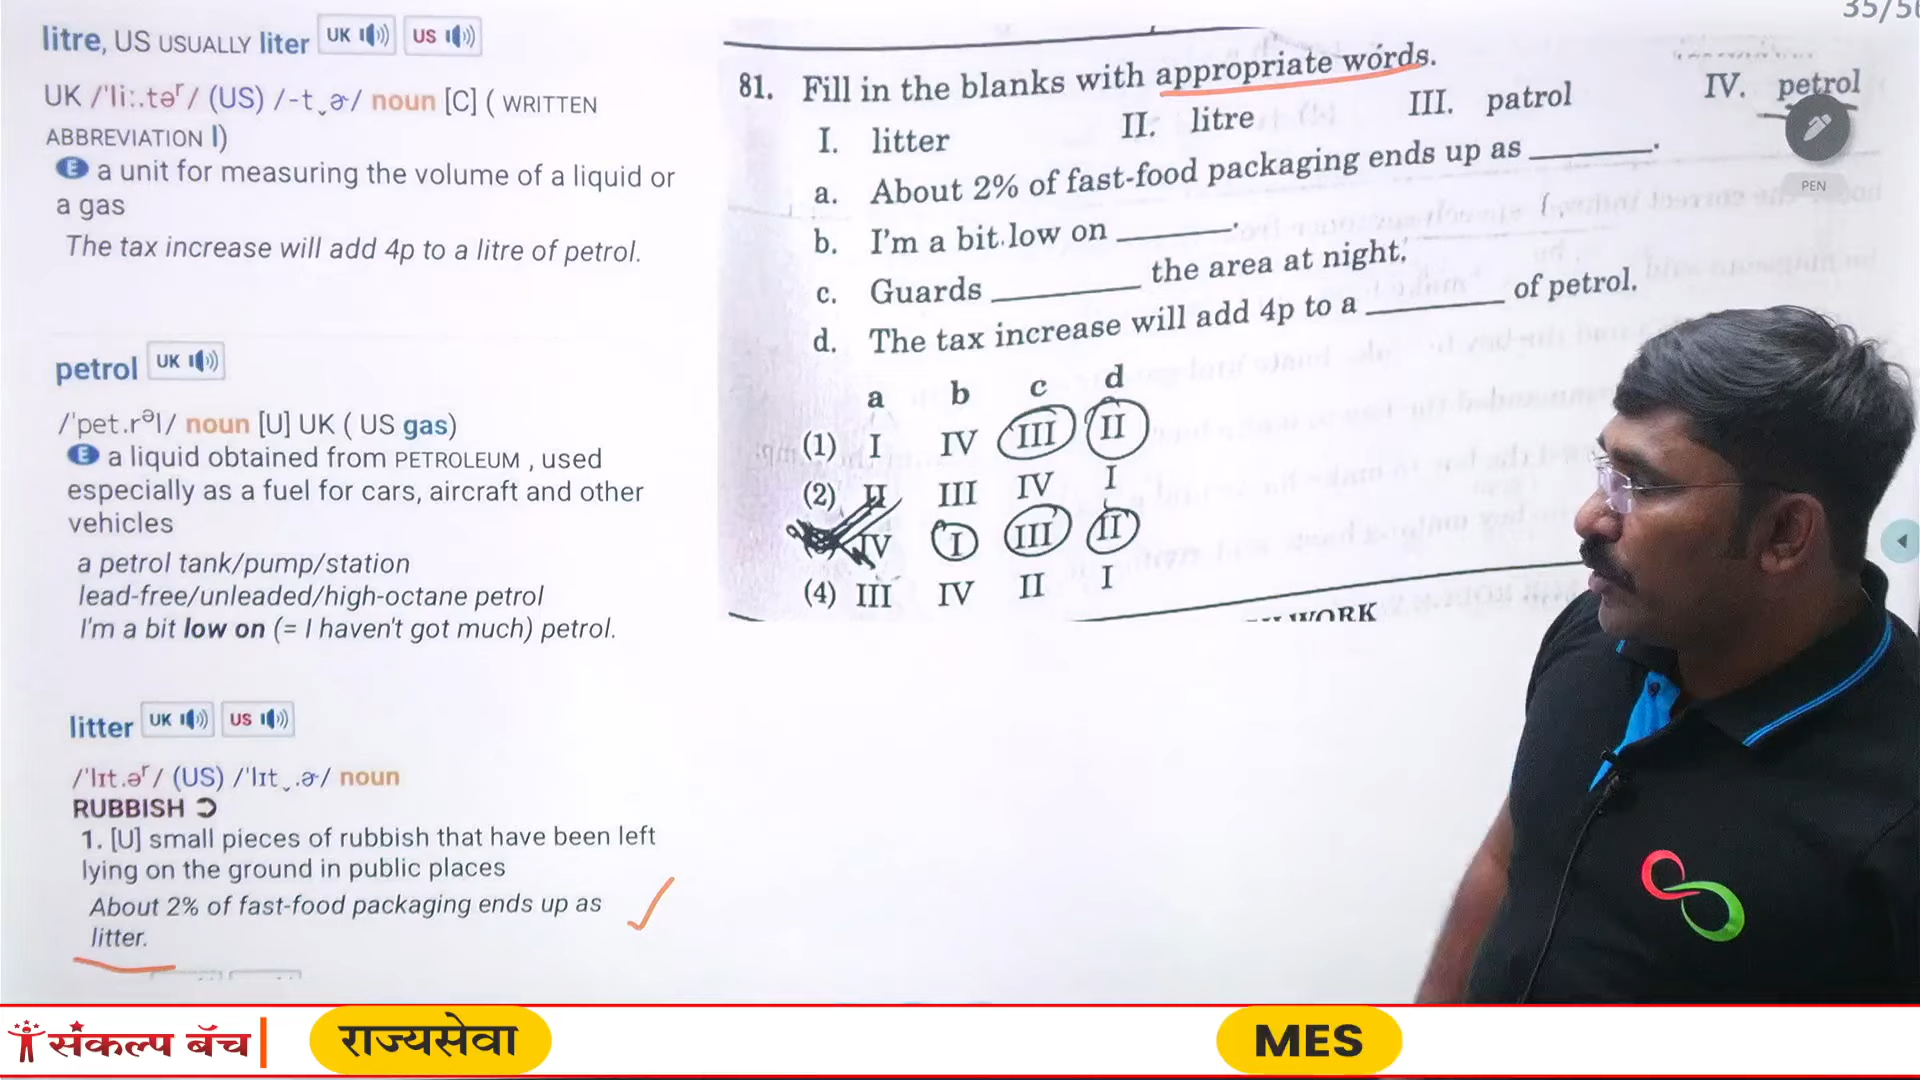 35/50
litre, US USUALLY liter UK US
UK /ˈliː.təʳ/ (US) /-t̬ɚ/ noun [C] ( WRITTEN
ABBREVIATION l)
E a unit for measuring the volume of a liquid or
a gas
The tax increase will add 4p to a litre of petrol.
petrol UK
/ˈpet.rᵊl/ noun [U] UK ( US gas)
E a liquid obtained from PETROLEUM , used
especially as a fuel for cars, aircraft and other
vehicles
a petrol tank/pump/station
lead-free/unleaded/high-octane petrol
I'm a bit low on (= I haven't got much) petrol.
litter UK US
/ˈlɪt.əʳ/ (US) /ˈlɪt̬.ɚ/ noun
RUBBISH
1. [U] small pieces of rubbish that have been left
lying on the ground in public places
About 2% of fast-food packaging ends up as
litter.
81. Fill in the blanks with appropriate words.
I. litter II. litre III. patrol IV. petrol
a. About 2% of fast-food packaging ends up as ______.
b. I'm a bit low on ______.
c. Guards ______ the area at night.
d. The tax increase will add 4p to a ______ of petrol.
a b c d
(1) I IV III II
(2) II III IV I
IV I III II
(4) III IV II I
WORK
PEN
संकल्प बॅच
राज्यसेवा
MES